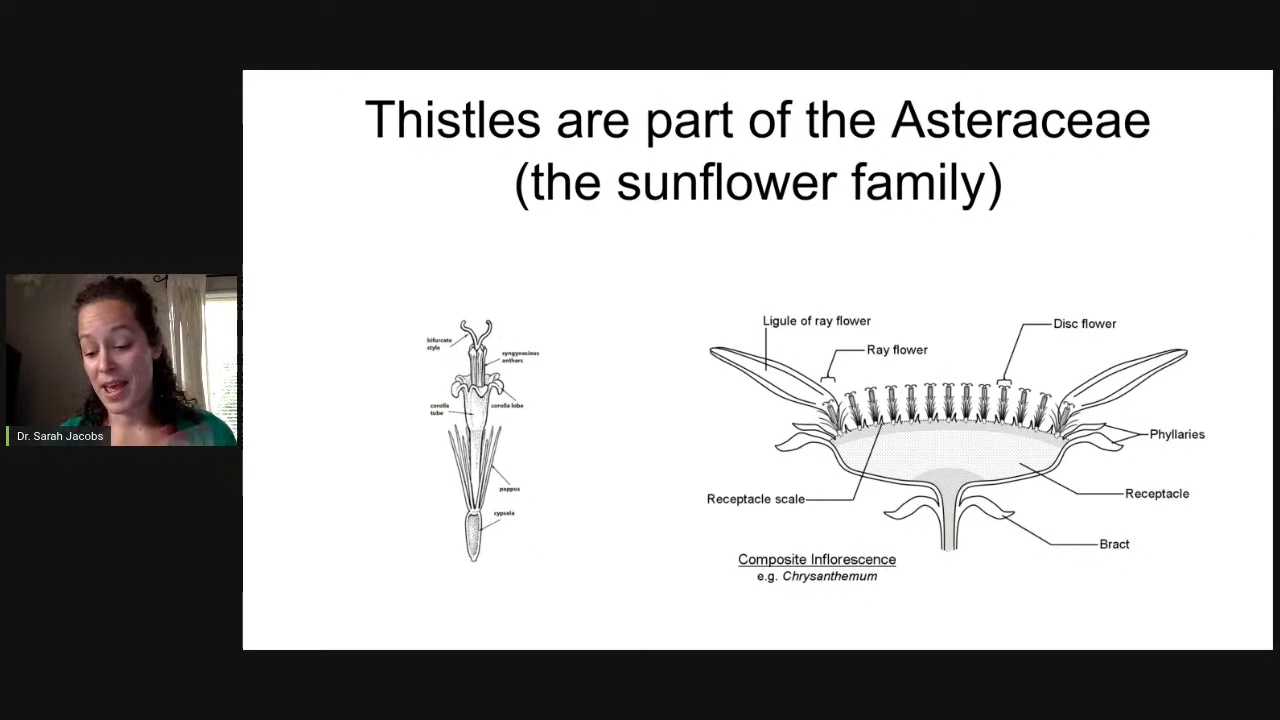 Thistles are part of the Asteraceae
(the sunflower family)
bifurcate
style
syngynesious
anthers
corolla
tube
corolla lobe
pappus
cypsela
Ligule of ray flower
Ray flower
Disc flower
Phyllaries
Receptacle scale
Receptacle
Bract
Composite Inflorescence
e.g. Chrysanthemum
Dr. Sarah Jacobs